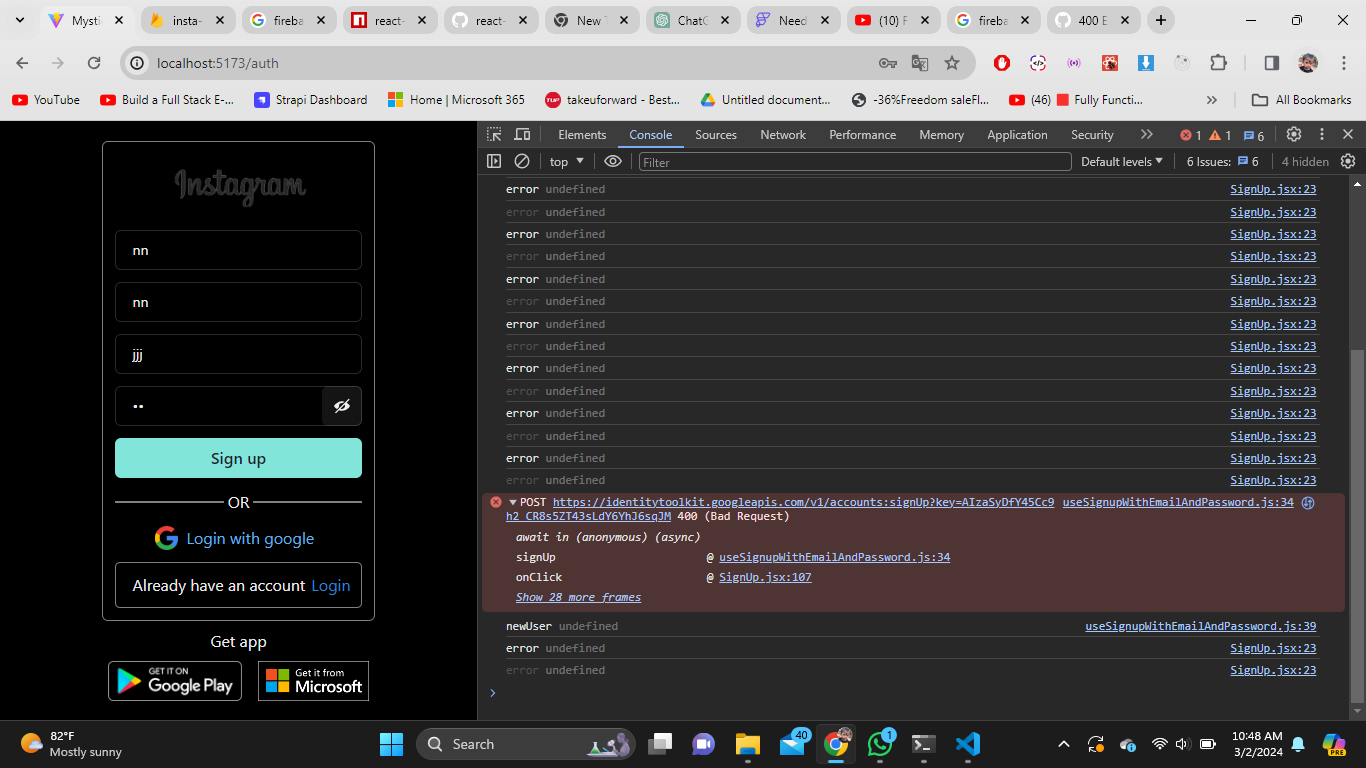 Mystic
insta-
fireba
react-
react-
New T
ChatG
Need
(10) F
fireba
400 E
localhost:5173/auth
YouTube
Build a Full Stack E-...
Strapi Dashboard
Home | Microsoft 365
takeuforward - Best...
Untitled document...
-36%Freedom saleFl...
(46) 🟥 Fully Functi...
All Bookmarks
Elements
Console
Sources
Network
Performance
Memory
Application
Security
1
1
6
top
Filter
Default levels
6 Issues:
6
4 hidden
Instagram
nn
nn
jjj
Sign up
OR
Login with google
Already have an account Login
Get app
GET IT ON
Google Play
Get it from
Microsoft
error undefined SignUp.jsx:23
error undefined SignUp.jsx:23
error undefined SignUp.jsx:23
error undefined SignUp.jsx:23
error undefined SignUp.jsx:23
error undefined SignUp.jsx:23
error undefined SignUp.jsx:23
error undefined SignUp.jsx:23
error undefined SignUp.jsx:23
error undefined SignUp.jsx:23
error undefined SignUp.jsx:23
error undefined SignUp.jsx:23
error undefined SignUp.jsx:23
error undefined SignUp.jsx:23
POST https://identitytoolkit.googleapis.com/v1/accounts:signUp?key=AIzaSyDfY45Cc9 useSignupWithEmailAndPassword.js:34
h2_CR8s5ZT43sLdY6YhJ6sqJM 400 (Bad Request)
await in (anonymous) (async)
signUp @ useSignupWithEmailAndPassword.js:34
onClick @ SignUp.jsx:107
Show 28 more frames
newUser undefined useSignupWithEmailAndPassword.js:39
error undefined SignUp.jsx:23
error undefined SignUp.jsx:23
82°F
Mostly sunny
Search
40
1
10:48 AM
3/2/2024
PRE